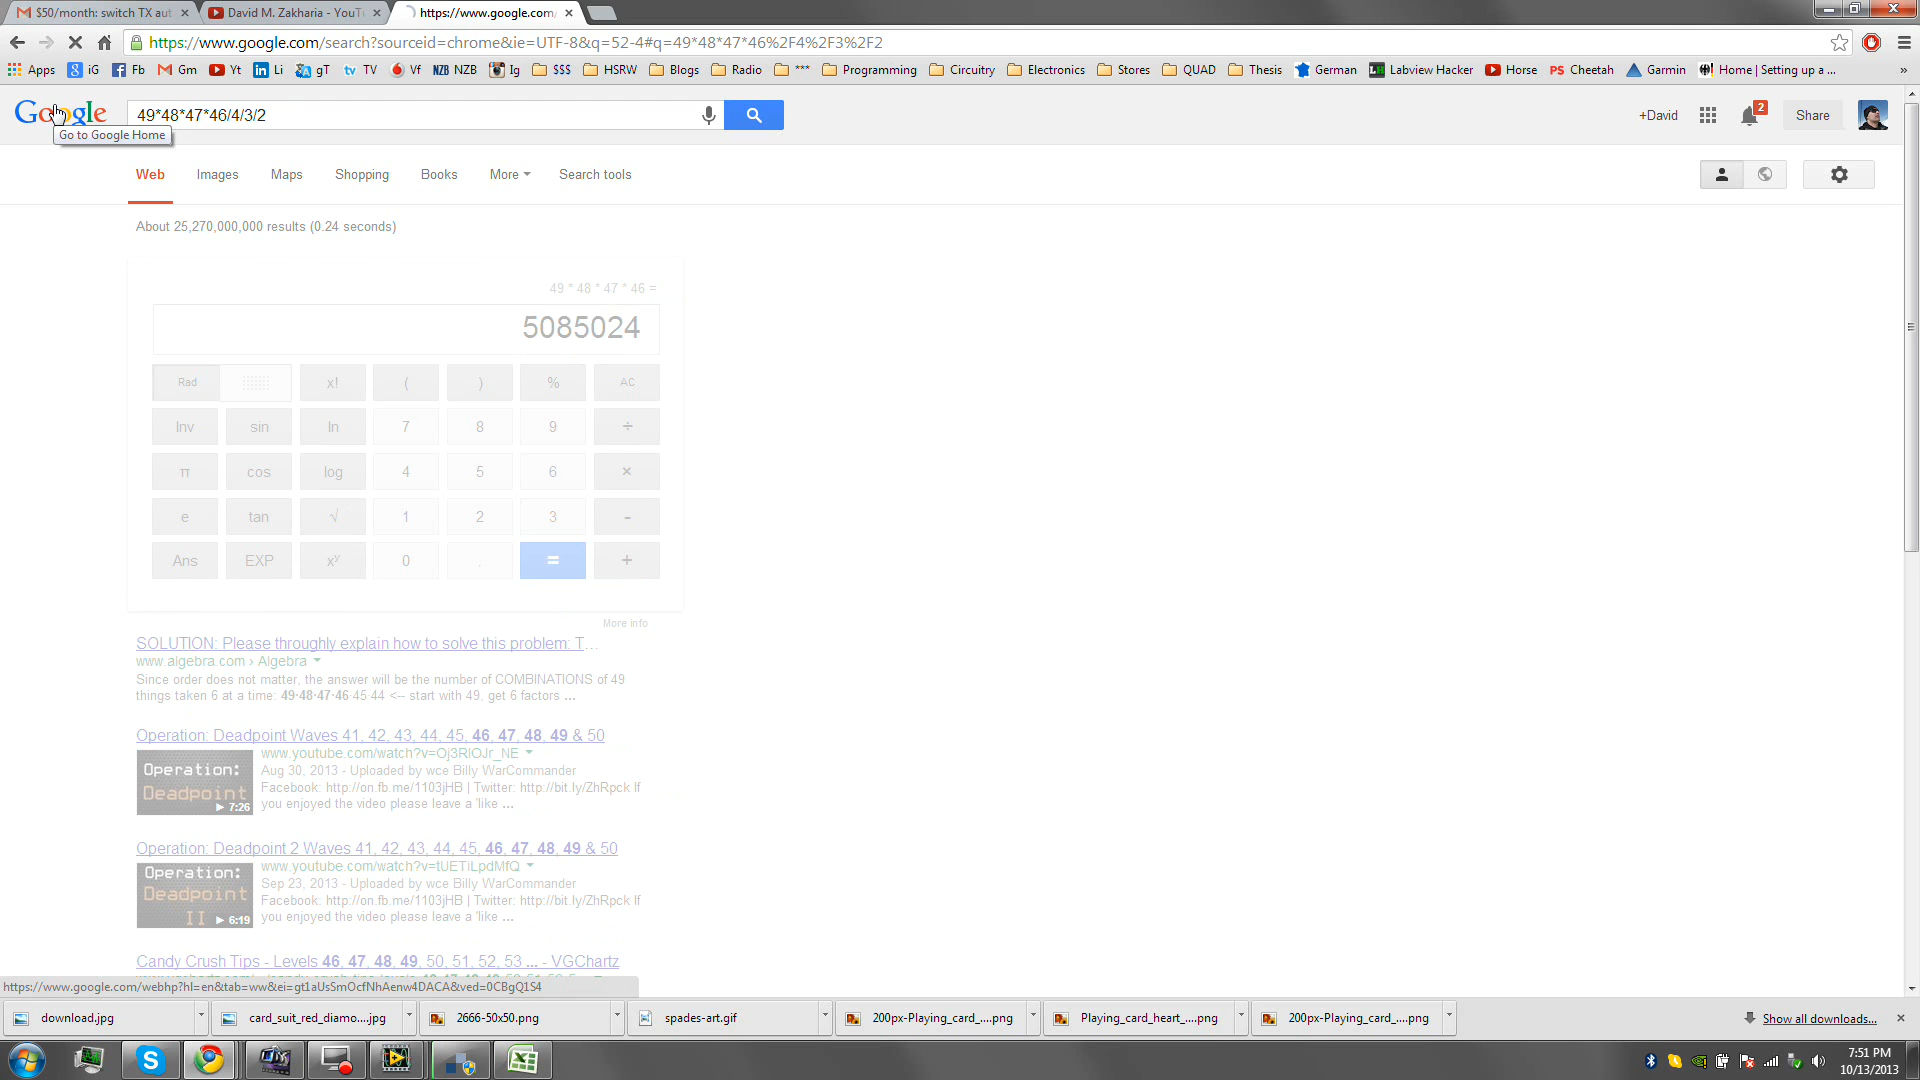 $50/month: switch TX aut
David M. Zakharia - YouTu
https://www.google.com/
https://www.google.com/search?sourceid=chrome&ie=UTF-8&q=52-4#q=49*48*47*46%2F4%2F3%2F2
Apps iG Fb Gm Yt Li gT TV Vf NZB Ig $$$ HSRW Blogs Radio *** Programming Circuitry Electronics Stores QUAD Thesis German Labview Hacker Horse Cheetah Garmin Home | Setting up a ... »
Google
49*48*47*46/4/3/2
+David
2
Share
Go to Google Home
Web Images Maps Shopping Books More Search tools
About 25,270,000,000 results (0.24 seconds)
49 * 48 * 47 * 46 =
5085024
Rad x! ( ) % AC
Inv sin ln 7 8 9 ÷
π cos log 4 5 6 ×
e tan √ 1 2 3 -
Ans EXP xʸ 0 . = +
More info
SOLUTION: Please throughly explain how to solve this problem: T...
www.algebra.com › Algebra
Since order does not matter, the answer will be the number of COMBINATIONS of 49
things taken 6 at a time: 49·48·47·46·45·44 <-- start with 49, get 6 factors ...
Operation: Deadpoint Waves 41, 42, 43, 44, 45, 46, 47, 48, 49 & 50
Operation:
Deadpoint
7:26
www.youtube.com/watch?v=Oj3RlOJr_NE
Aug 30, 2013 - Uploaded by wce Billy WarCommander
Facebook: http://on.fb.me/1103jHB | Twitter: http://bit.ly/ZhRpck If
you enjoyed the video please leave a 'like ...
Operation: Deadpoint 2 Waves 41, 42, 43, 44, 45, 46, 47, 48, 49 & 50
Operation:
Deadpoint
II
6:19
www.youtube.com/watch?v=tUETiLpdMfQ
Sep 23, 2013 - Uploaded by wce Billy WarCommander
Facebook: http://on.fb.me/1103jHB | Twitter: http://bit.ly/ZhRpck If
you enjoyed the video please leave a 'like ...
Candy Crush Tips - Levels 46, 47, 48, 49, 50, 51, 52, 53 ... - VGChartz
https://www.google.com/webhp?hl=en&tab=ww&ei=gt1aUsSmOcfNhAenw4DACA&ved=0CBgQ1S4
download.jpg
card_suit_red_diamo....jpg
2666-50x50.png
spades-art.gif
200px-Playing_card_....png
Playing_card_heart_....png
200px-Playing_card_....png
Show all downloads...
7:51 PM
10/13/2013